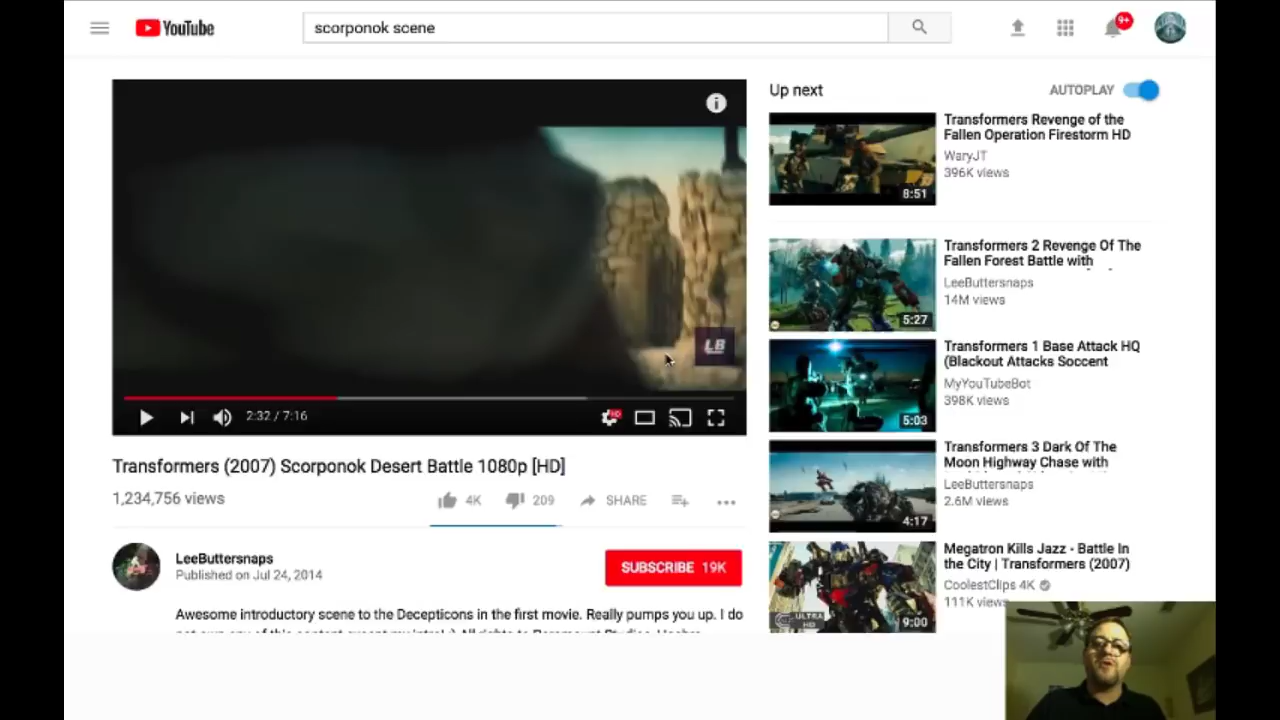 YouTube
scorponok scene
9+
LB
HD
2:32 / 7:16
Transformers (2007) Scorponok Desert Battle 1080p [HD]
1,234,756 views
4K
209
SHARE
LeeButtersnaps
Published on Jul 24, 2014
SUBSCRIBE 19K
Awesome introductory scene to the Decepticons in the first movie. Really pumps you up. I do
Up next
AUTOPLAY
Transformers Revenge of the
Fallen Operation Firestorm HD
WaryJT
396K views
8:51
Transformers 2 Revenge Of The
Fallen Forest Battle with
LeeButtersnaps
14M views
5:27
Transformers 1 Base Attack HQ
(Blackout Attacks Soccent
MyYouTubeBot
398K views
5:03
Transformers 3 Dark Of The
Moon Highway Chase with
LeeButtersnaps
2.6M views
4:17
Megatron Kills Jazz - Battle In
the City | Transformers (2007)
CoolestClips 4K
111K views
ULTRA
HD
9:00